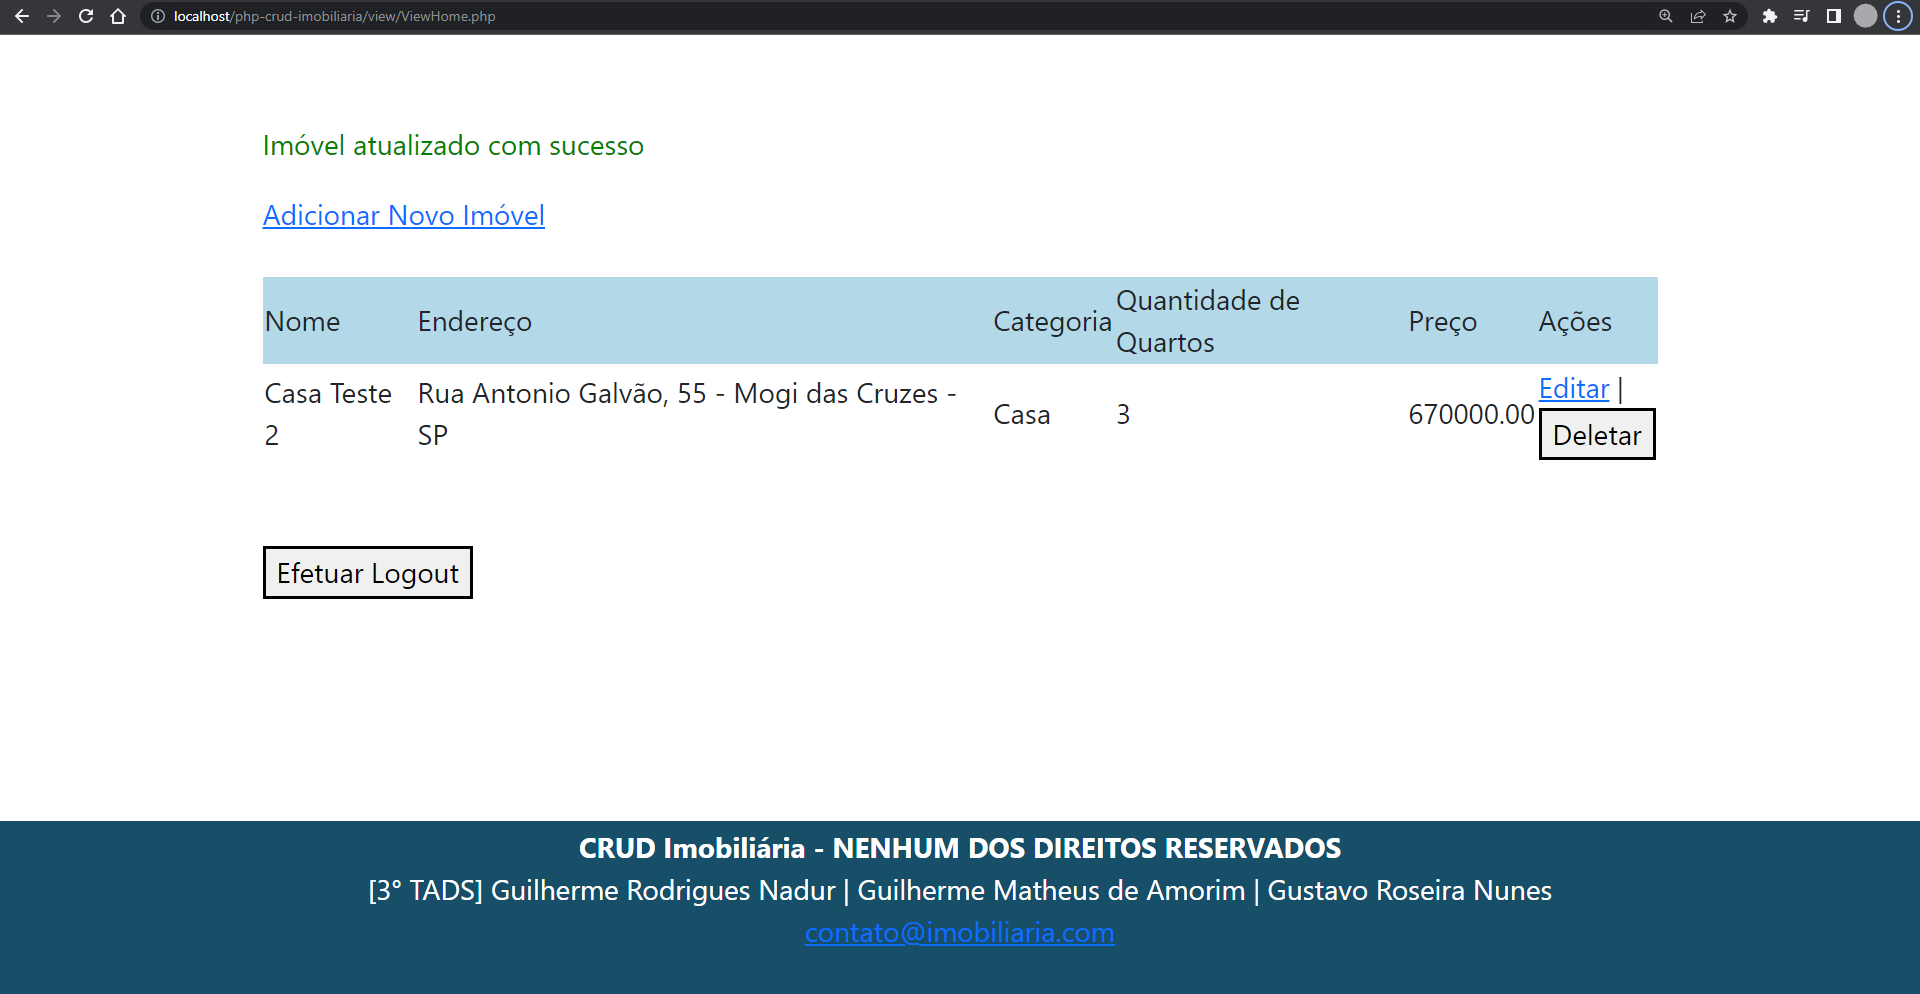 localhost/php-crud-imobiliaria/view/ViewHome.php
Imóvel atualizado com sucesso
Adicionar Novo Imóvel
Nome Endereço Categoria Quantidade de Quartos Preço Ações
Casa Teste 2 Rua Antonio Galvão, 55 - Mogi das Cruzes - SP Casa 3 670000.00 Editar |
Deletar
Efetuar Logout
CRUD Imobiliária - NENHUM DOS DIREITOS RESERVADOS
[3° TADS] Guilherme Rodrigues Nadur | Guilherme Matheus de Amorim | Gustavo Roseira Nunes
contato@imobiliaria.com